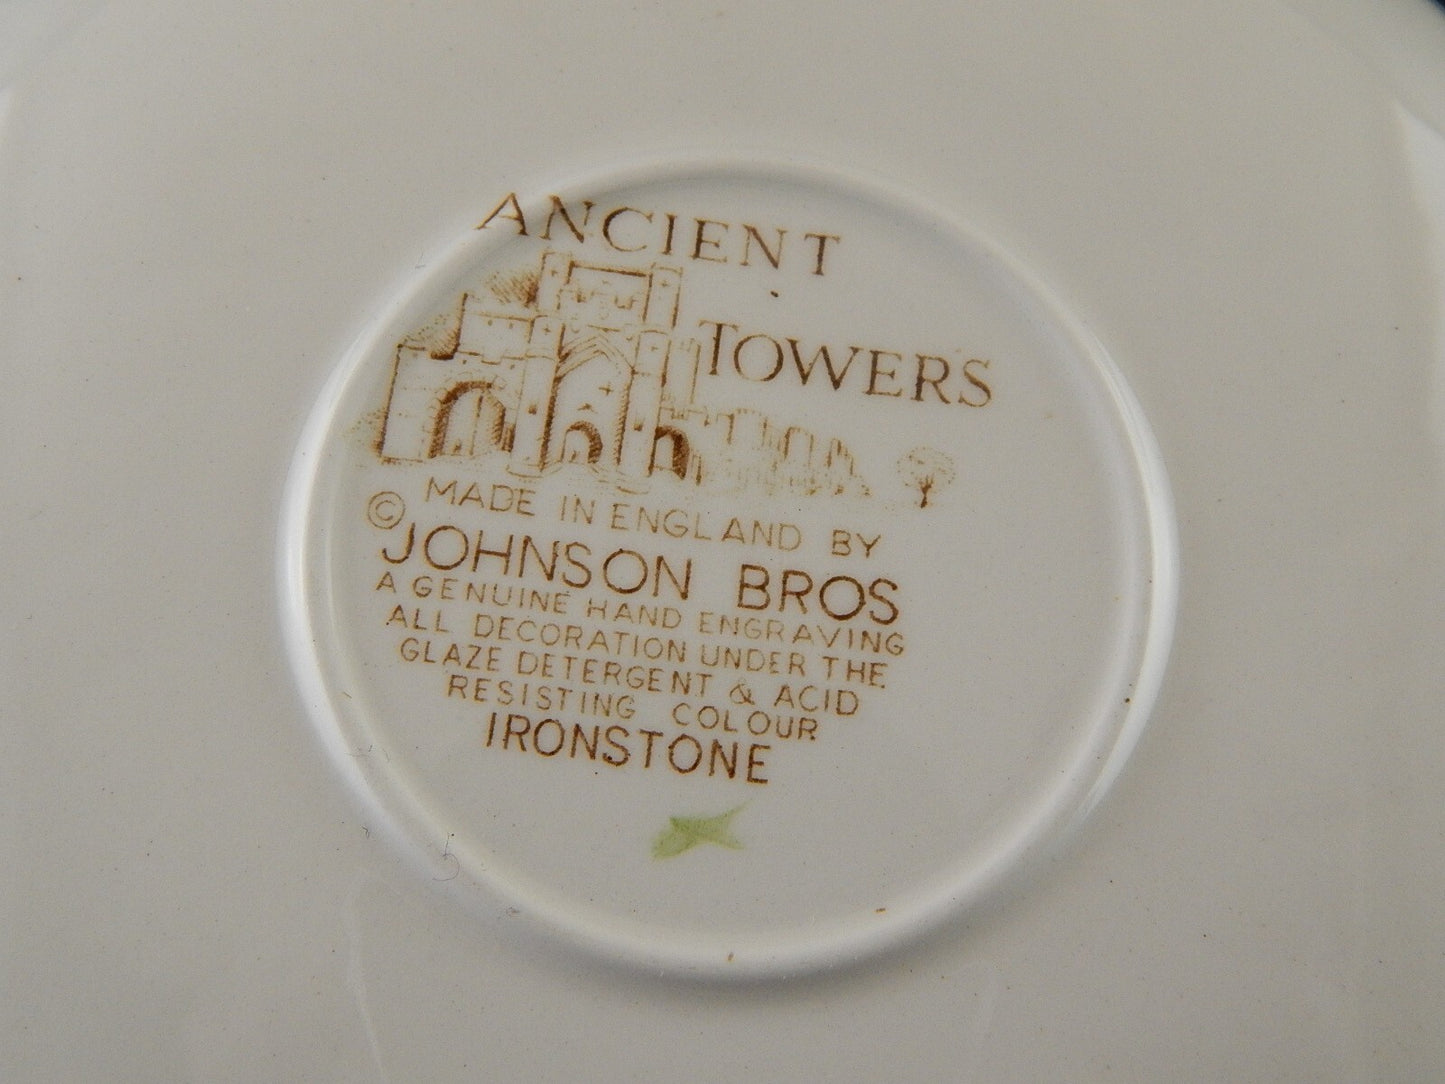 ANCIENT
TOWERS
© MADE IN ENGLAND BY
JOHNSON BROS
A GENUINE HAND ENGRAVING
ALL DECORATION UNDER THE
GLAZE DETERGENT & ACID
RESISTING COLOUR
IRONSTONE